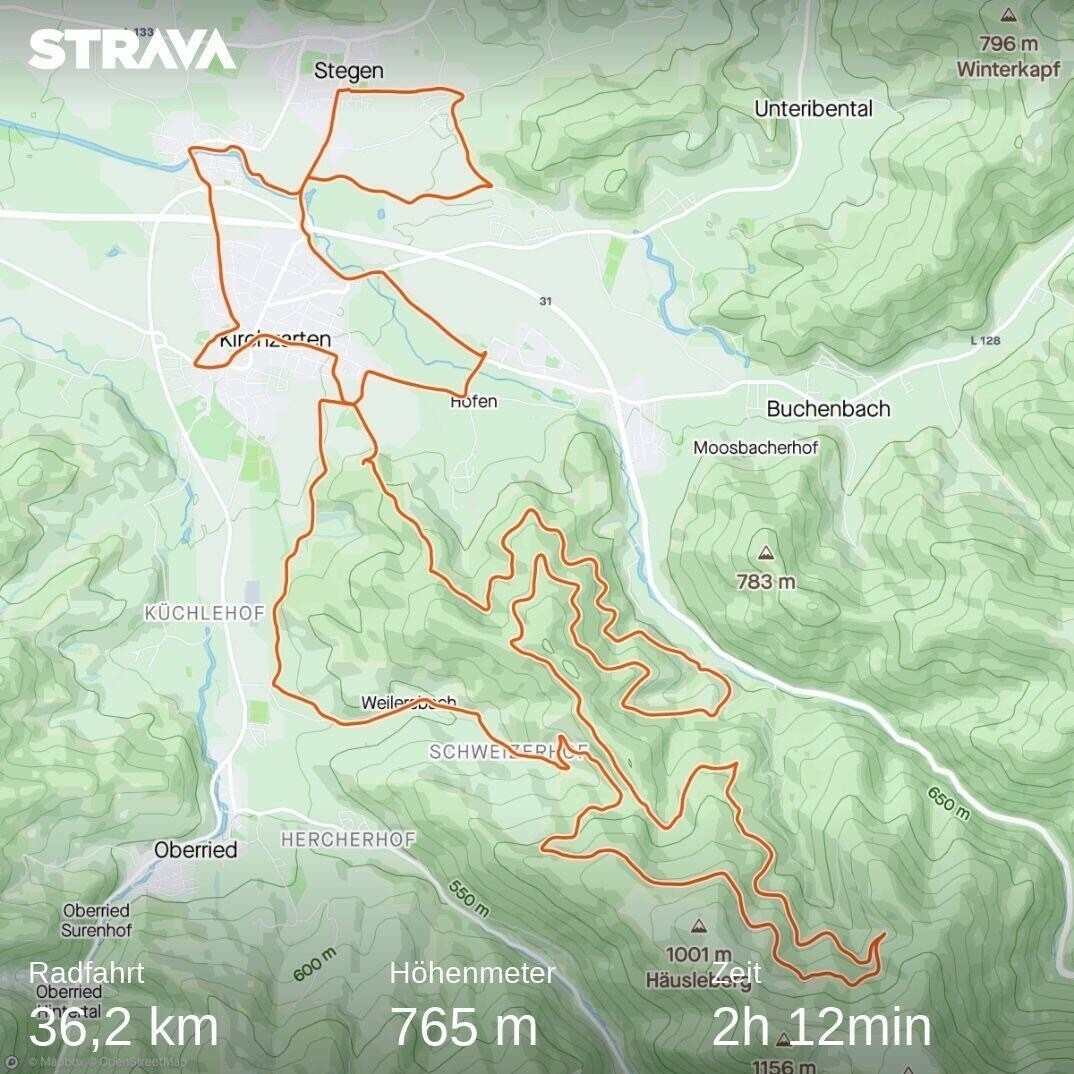 STRAVA
133
Stegen
796 m
Winterkapf
Unteribental
31
Kirchzarten
L 128
Höfen
Buchenbach
Moosbacherhof
783 m
KÜCHLEHOF
Weilersbach
SCHWEIZERHOF
650 m
HERCHERHOF
Oberried
550 m
Oberried
Surenhof
600 m
1001 m
Häusleberg
Radfahrt
Höhenmeter
Zeit
Oberried
Hintertal
36,2 km
765 m
2h 12min
© Mapbox © OpenStreetMap
1156 m